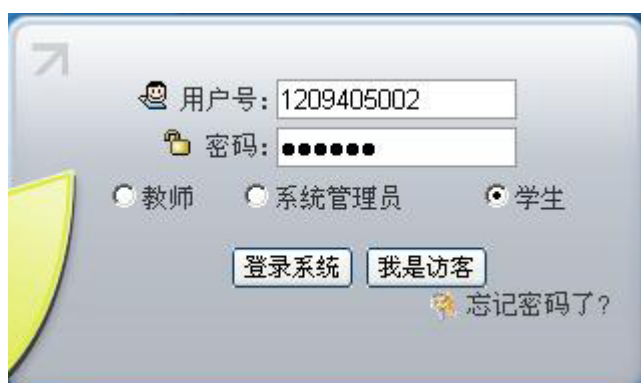 用户号: 1209405002
密码: ●●●●●●
教师 系统管理员 学生
登录系统 我是访客
忘记密码了?